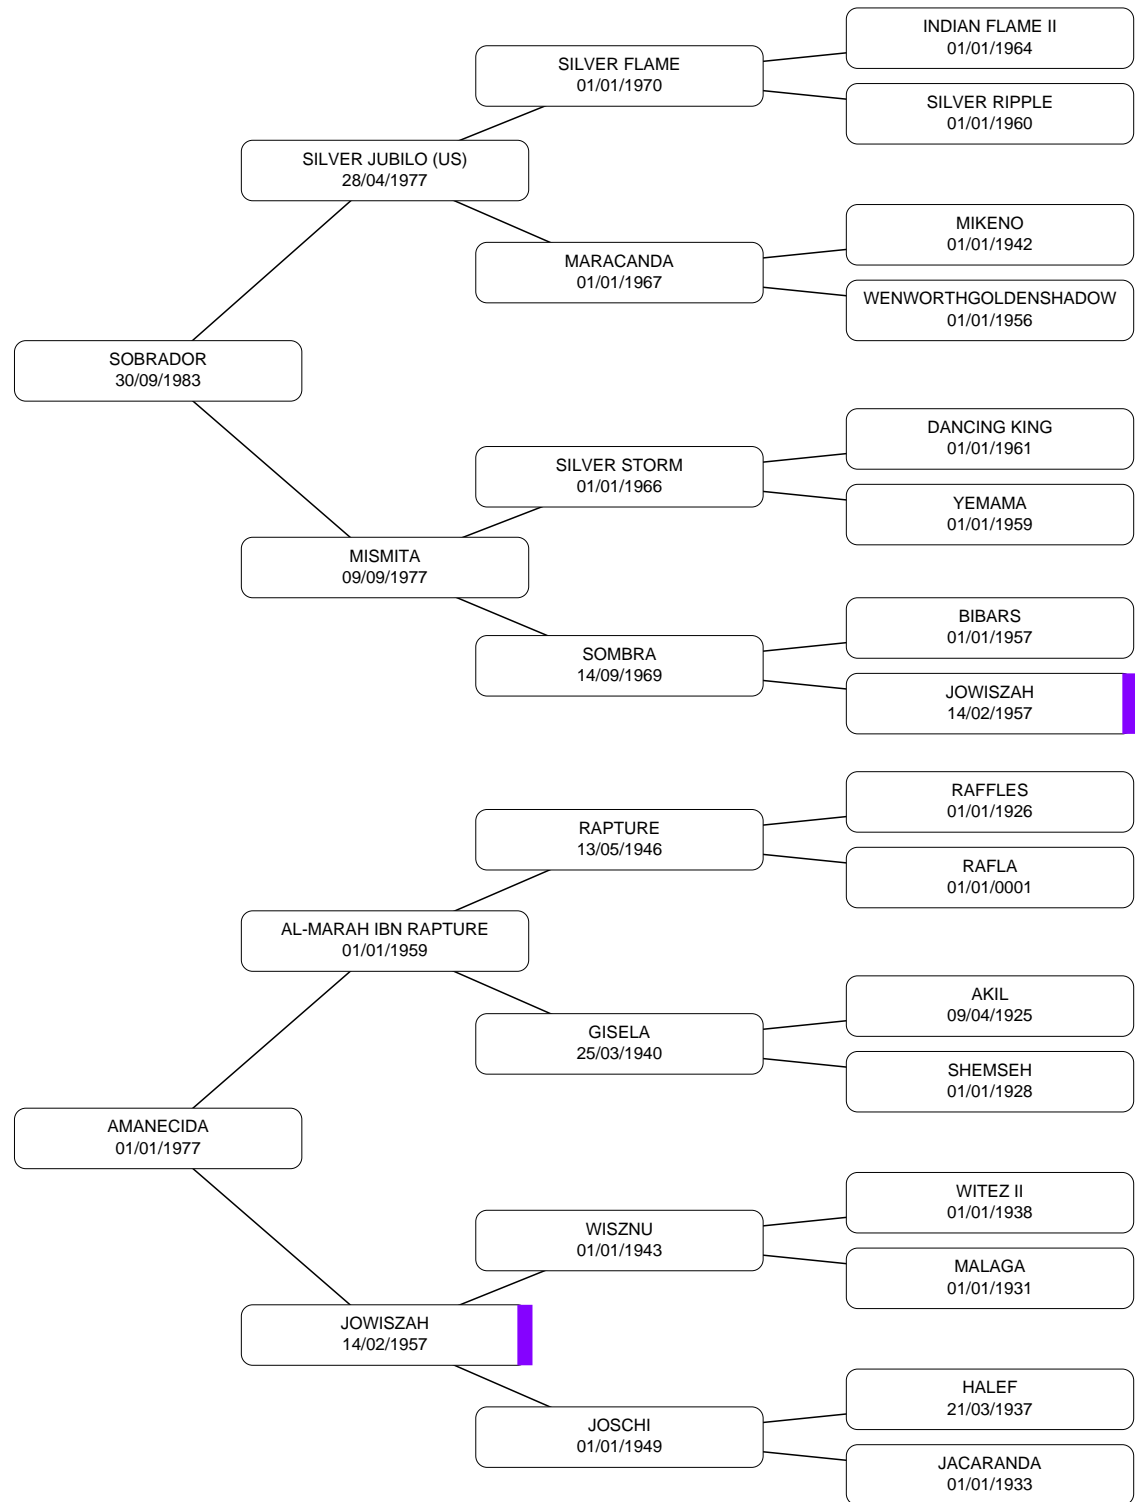 INDIAN FLAME II
01/01/1964
SILVER FLAME
01/01/1970
SILVER RIPPLE
01/01/1960
SILVER JUBILO (US)
28/04/1977
MIKENO
01/01/1942
MARACANDA
01/01/1967
WENWORTHGOLDENSHADOW
01/01/1956
SOBRADOR
30/09/1983
DANCING KING
01/01/1961
SILVER STORM
01/01/1966
YEMAMA
01/01/1959
MISMITA
09/09/1977
BIBARS
01/01/1957
SOMBRA
14/09/1969
JOWISZAH
14/02/1957
RAFFLES
01/01/1926
RAPTURE
13/05/1946
RAFLA
01/01/0001
AL-MARAH IBN RAPTURE
01/01/1959
AKIL
09/04/1925
GISELA
25/03/1940
SHEMSEH
01/01/1928
AMANECIDA
01/01/1977
WITEZ II
01/01/1938
WISZNU
01/01/1943
MALAGA
01/01/1931
JOWISZAH
14/02/1957
HALEF
21/03/1937
JOSCHI
01/01/1949
JACARANDA
01/01/1933